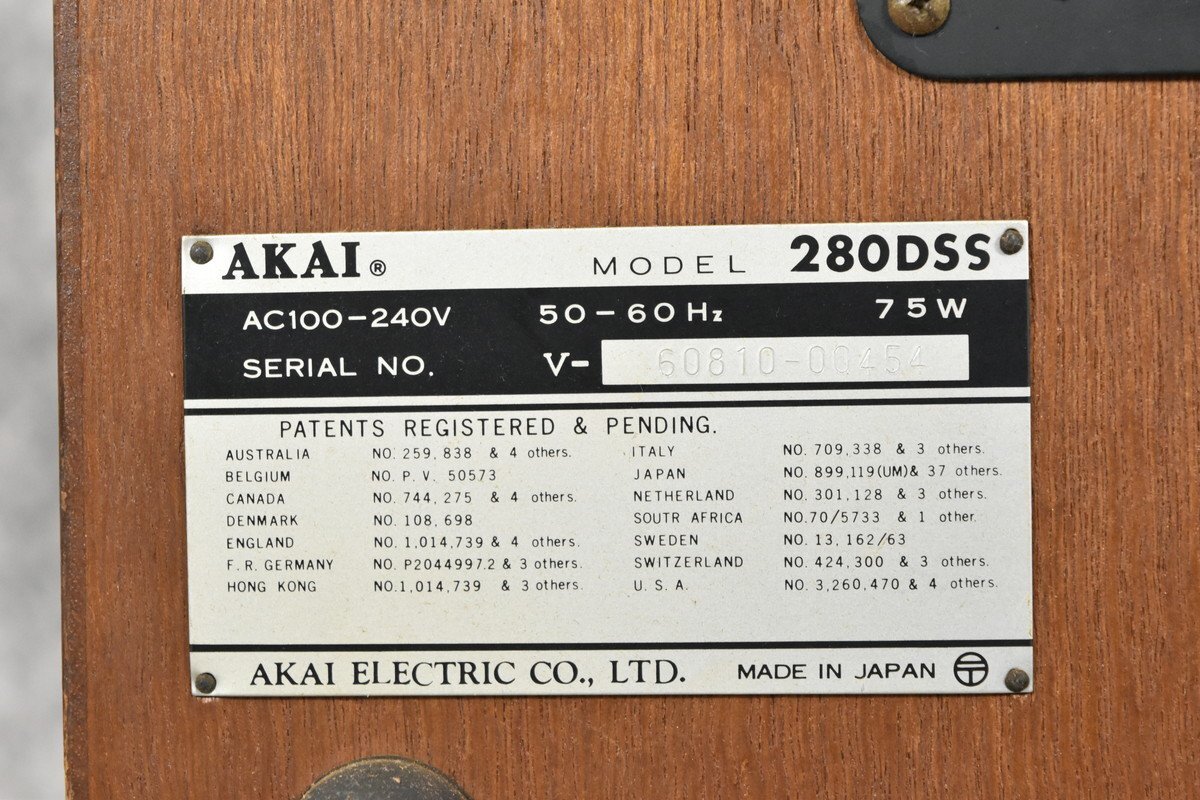 AKAI® MODEL 280DSS
AC100-240V 50-60Hz 75W
SERIAL NO. V- 60810-00454
PATENTS REGISTERED & PENDING.
AUSTRALIA NO. 259,838 & 4 others.
BELGIUM NO. P.V. 50573
CANADA NO. 744,275 & 4 others.
DENMARK NO. 108,698
ENGLAND NO. 1,014,739 & 4 others.
F.R. GERMANY NO. P2044997.2 & 3 others.
HONG KONG NO.1,014,739 & 3 others.
ITALY NO. 709,338 & 3 others.
JAPAN NO. 899,119(UM)& 37 others.
NETHERLAND NO. 301,128 & 3 others.
SOUTR AFRICA NO.70/5733 & 1 other.
SWEDEN NO. 13,162/63
SWITZERLAND NO. 424,300 & 3 others.
U.S.A. NO. 3,260,470 & 4 others.
AKAI ELECTRIC CO., LTD. MADE IN JAPAN